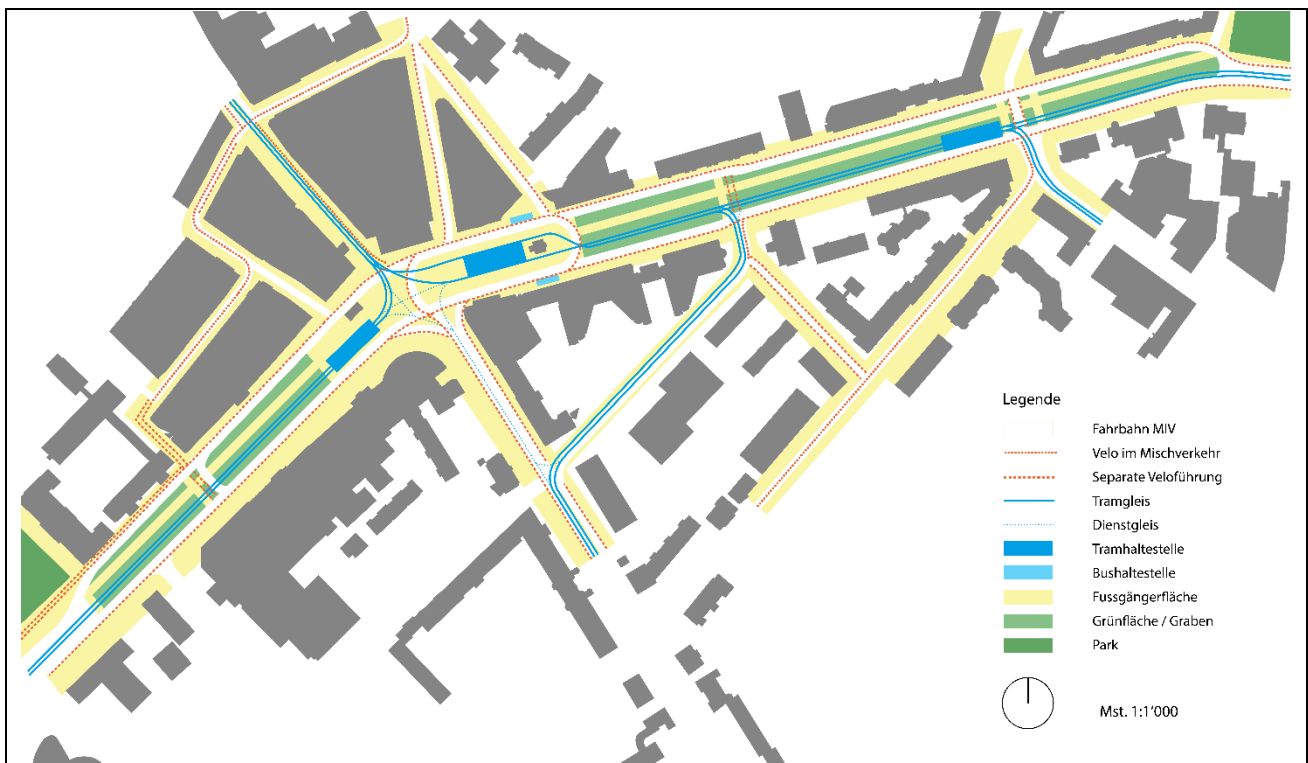 Legende
Fahrbahn MIV
Velo im Mischverkehr
Separate Veloführung
Tramgleis
Dienstgleis
Tramhaltestelle
Bushaltestelle
Fussgängerfläche
Grünfläche / Graben
Park
Mst. 1:1'000